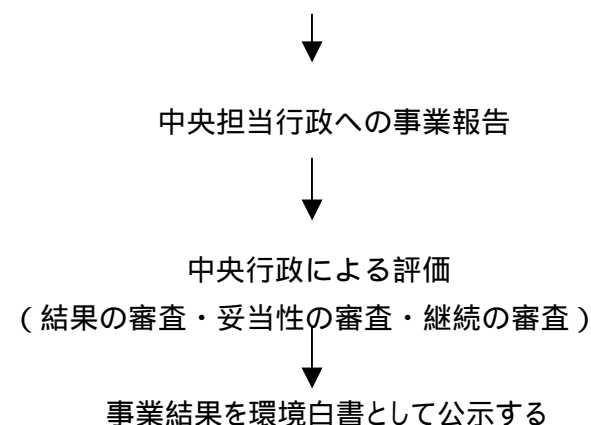 中央担当行政への事業報告
中央行政による評価
（結果の審査・妥当性の審査・継続の審査）
事業結果を環境白書として公示する